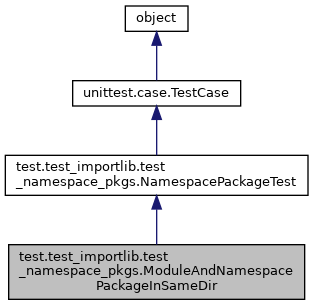 object
unittest.case.TestCase
test.test_importlib.test
_namespace_pkgs.NamespacePackageTest
test.test_importlib.test
_namespace_pkgs.ModuleAndNamespace
PackageInSameDir